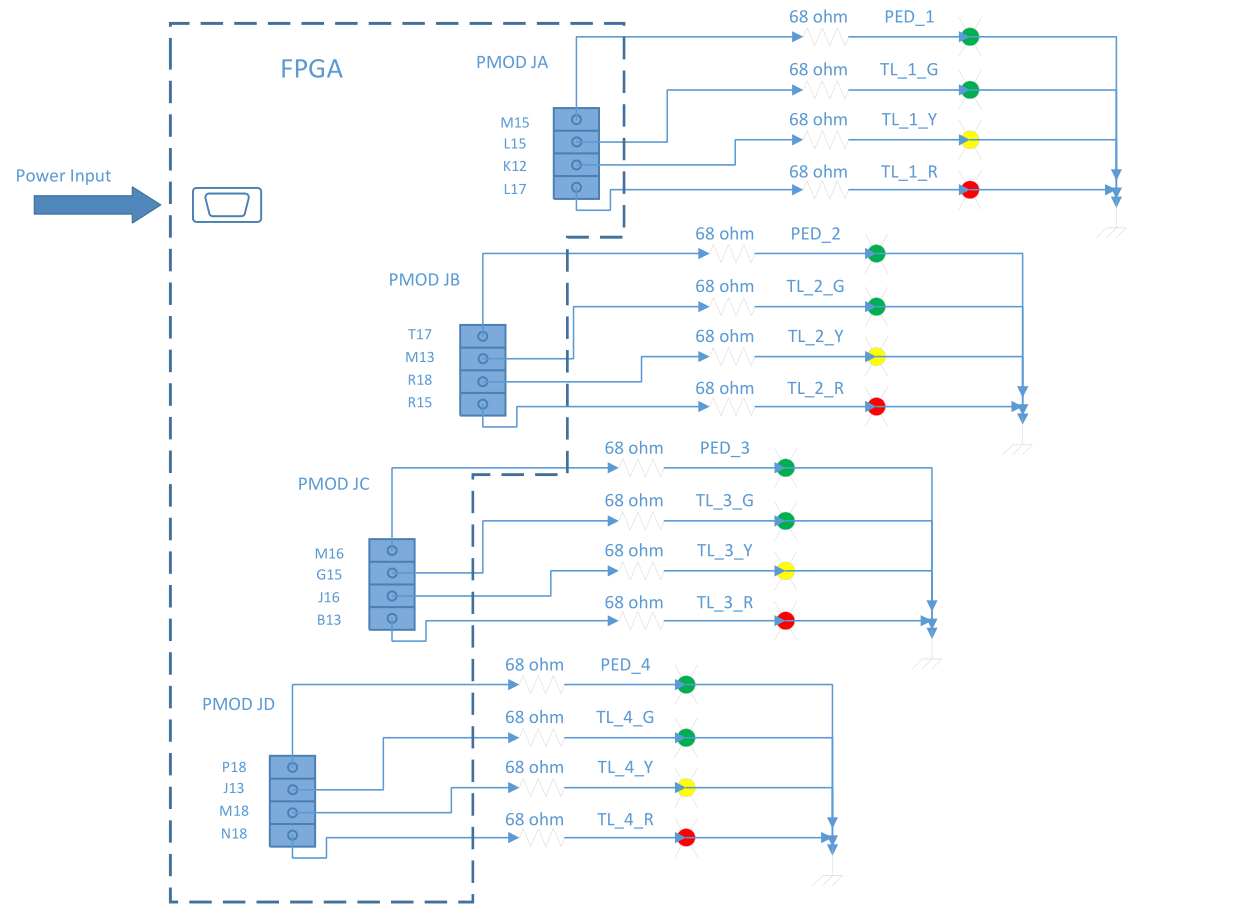 FPGA
Power Input
PMOD JA
M15
L15
K12
L17
68 ohm PED_1
68 ohm TL_1_G
68 ohm TL_1_Y
68 ohm TL_1_R
PMOD JB
T17
M13
R18
R15
68 ohm PED_2
68 ohm TL_2_G
68 ohm TL_2_Y
68 ohm TL_2_R
PMOD JC
M16
G15
J16
B13
68 ohm PED_3
68 ohm TL_3_G
68 ohm TL_3_Y
68 ohm TL_3_R
PMOD JD
P18
J13
M18
N18
68 ohm PED_4
68 ohm TL_4_G
68 ohm TL_4_Y
68 ohm TL_4_R